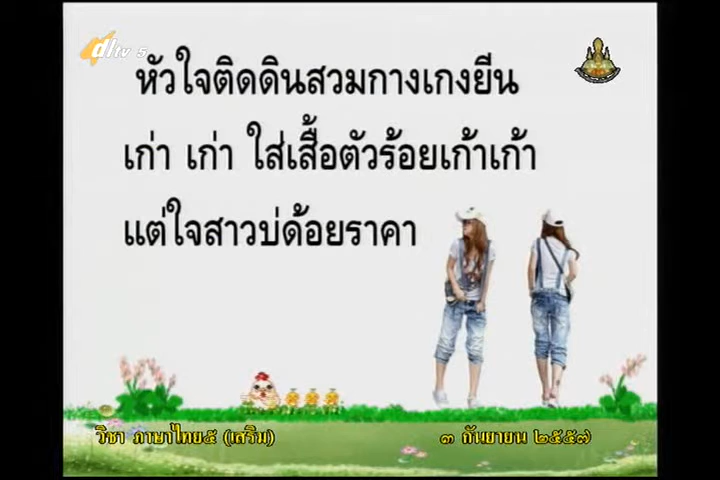 dltv 5
หัวใจติดดินสวมกางเกงยีน
เก่า เก่า ใส่เสื้อตัวร้อยเก้าเก้า
แต่ใจสาวบ่ด้อยราคา
วิชา ภาษาไทย๕ (เสริม)
๓ กันยายน ๒๕๕๗